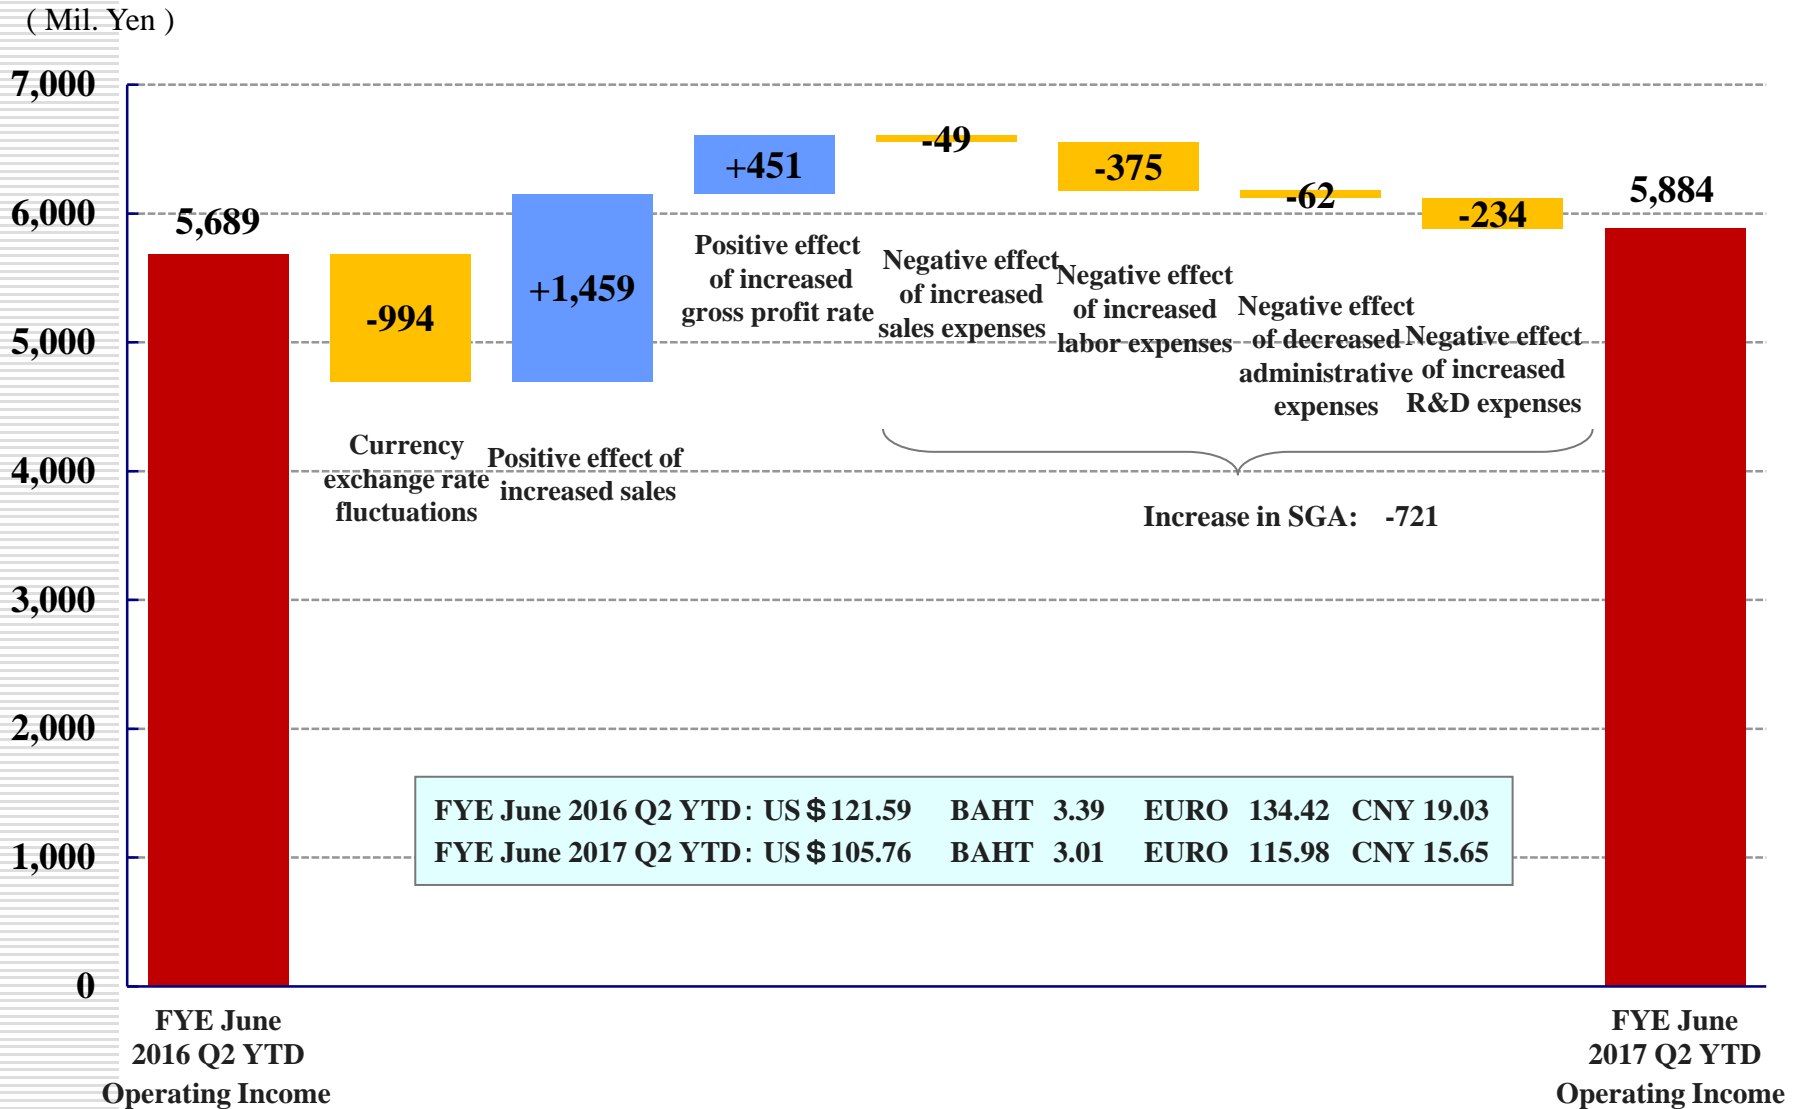 ( Mil. Yen )
7,000
6,000
5,000
4,000
3,000
2,000
1,000
0
5,689
-994
+1,459
+451
-49
-375
-62
-234
5,884
Currency
exchange rate
fluctuations
Positive effect of
increased sales
Positive effect
of increased
gross profit rate
Negative effect
of increased
sales expenses
Negative effect
of increased
labor expenses
Negative effect
of decreased
administrative
expenses
Negative effect
of increased
R&D expenses
Increase in SGA: -721
FYE June 2016 Q2 YTD: US $ 121.59 BAHT 3.39 EURO 134.42 CNY 19.03
FYE June 2017 Q2 YTD: US $ 105.76 BAHT 3.01 EURO 115.98 CNY 15.65
FYE June
2016 Q2 YTD
Operating Income
FYE June
2017 Q2 YTD
Operating Income